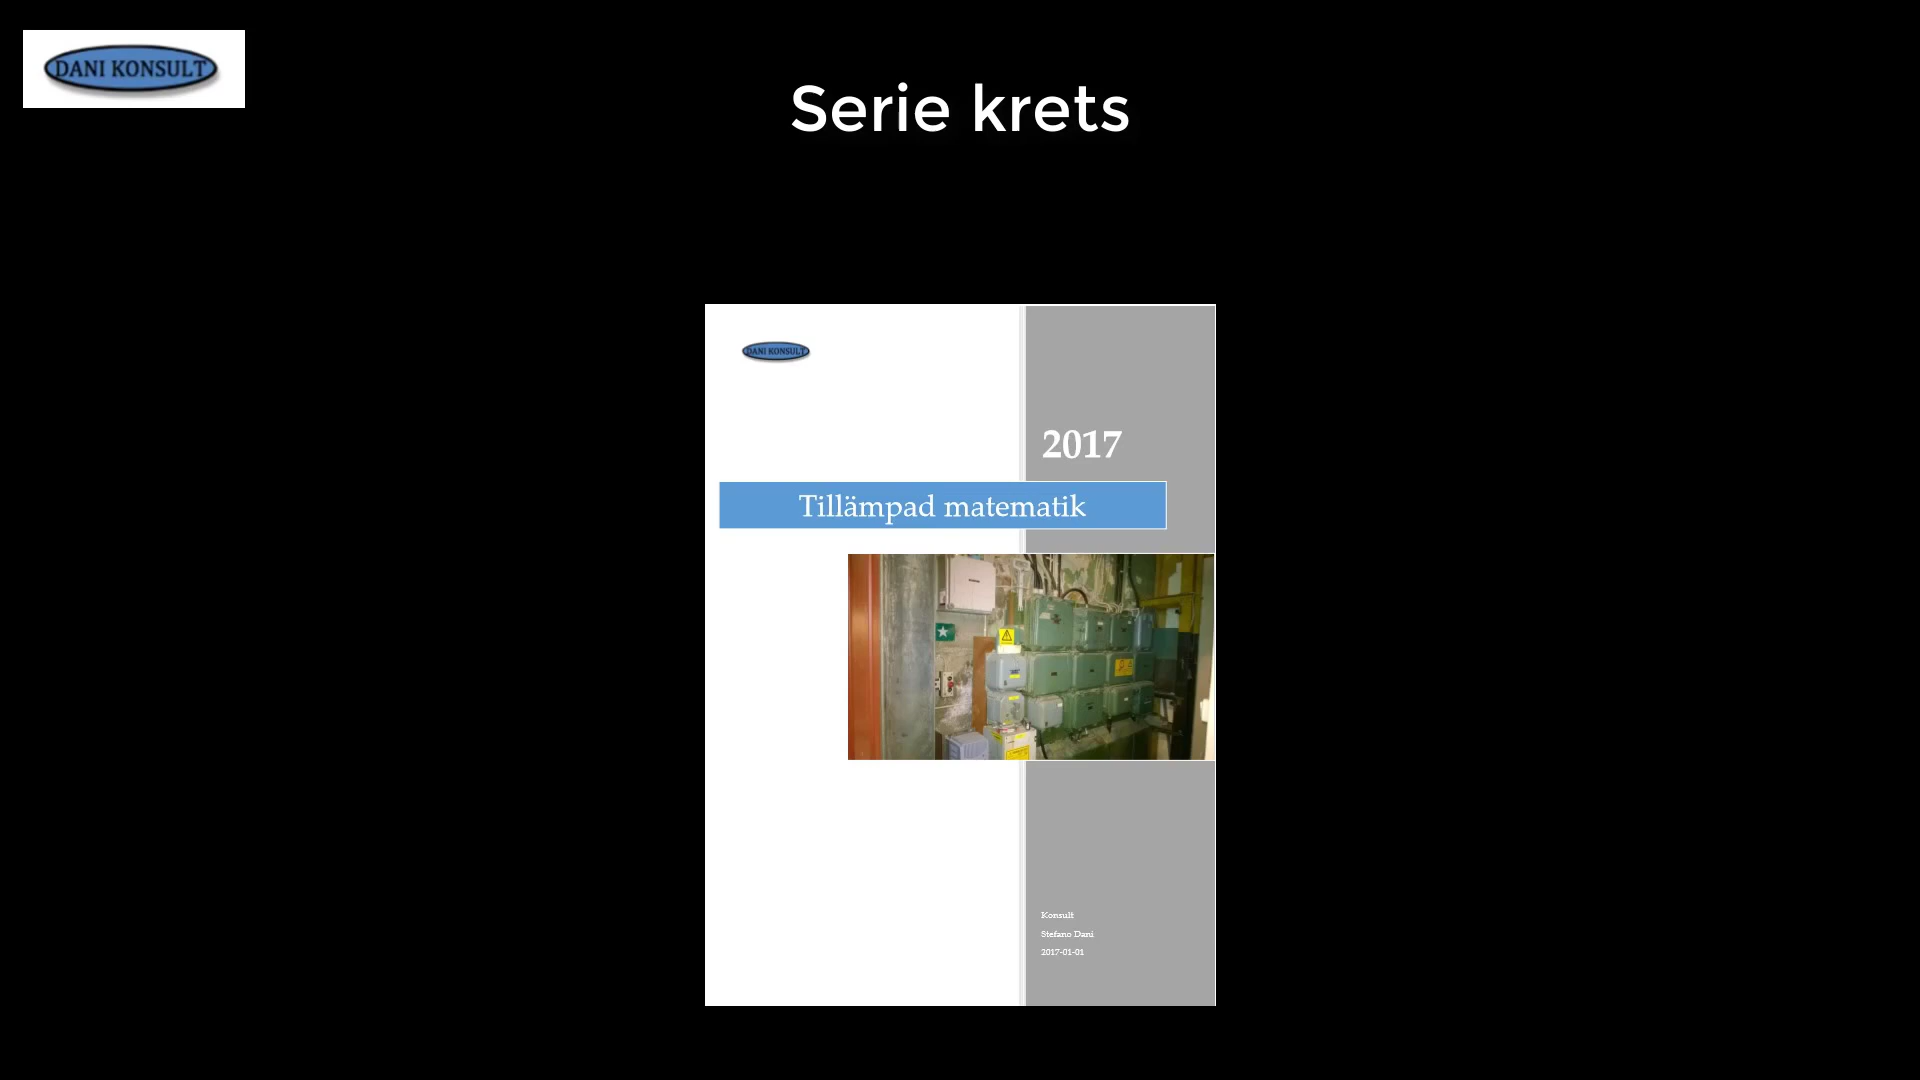 DANI KONSULT
Serie krets
DANI KONSULT
2017
Tillämpad matematik
Konsult
Stefano Dani
2017-01-01